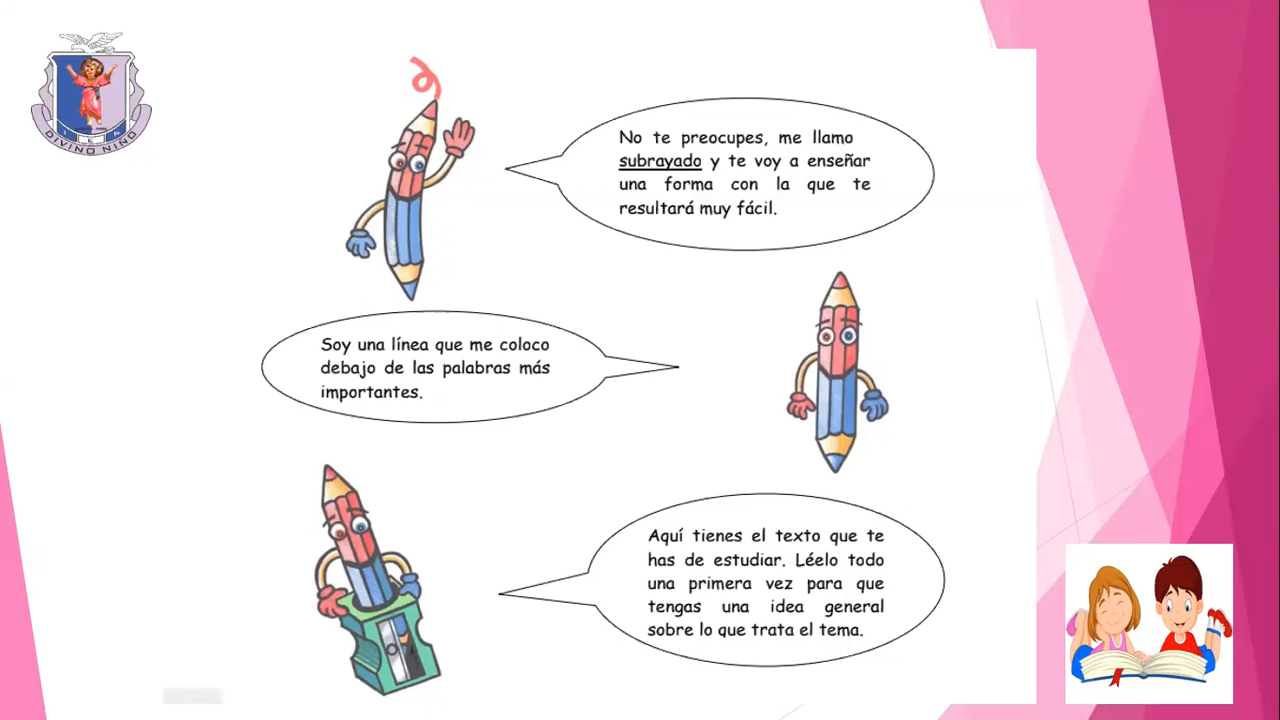 I E R
DIVINO NIÑO
No te preocupes, me llamo
subrayado y te voy a enseñar
una forma con la que te
resultará muy fácil.
Soy una línea que me coloco
debajo de las palabras más
importantes.
Aquí tienes el texto que te
has de estudiar. Léelo todo
una primera vez para que
tengas una idea general
sobre lo que trata el tema.